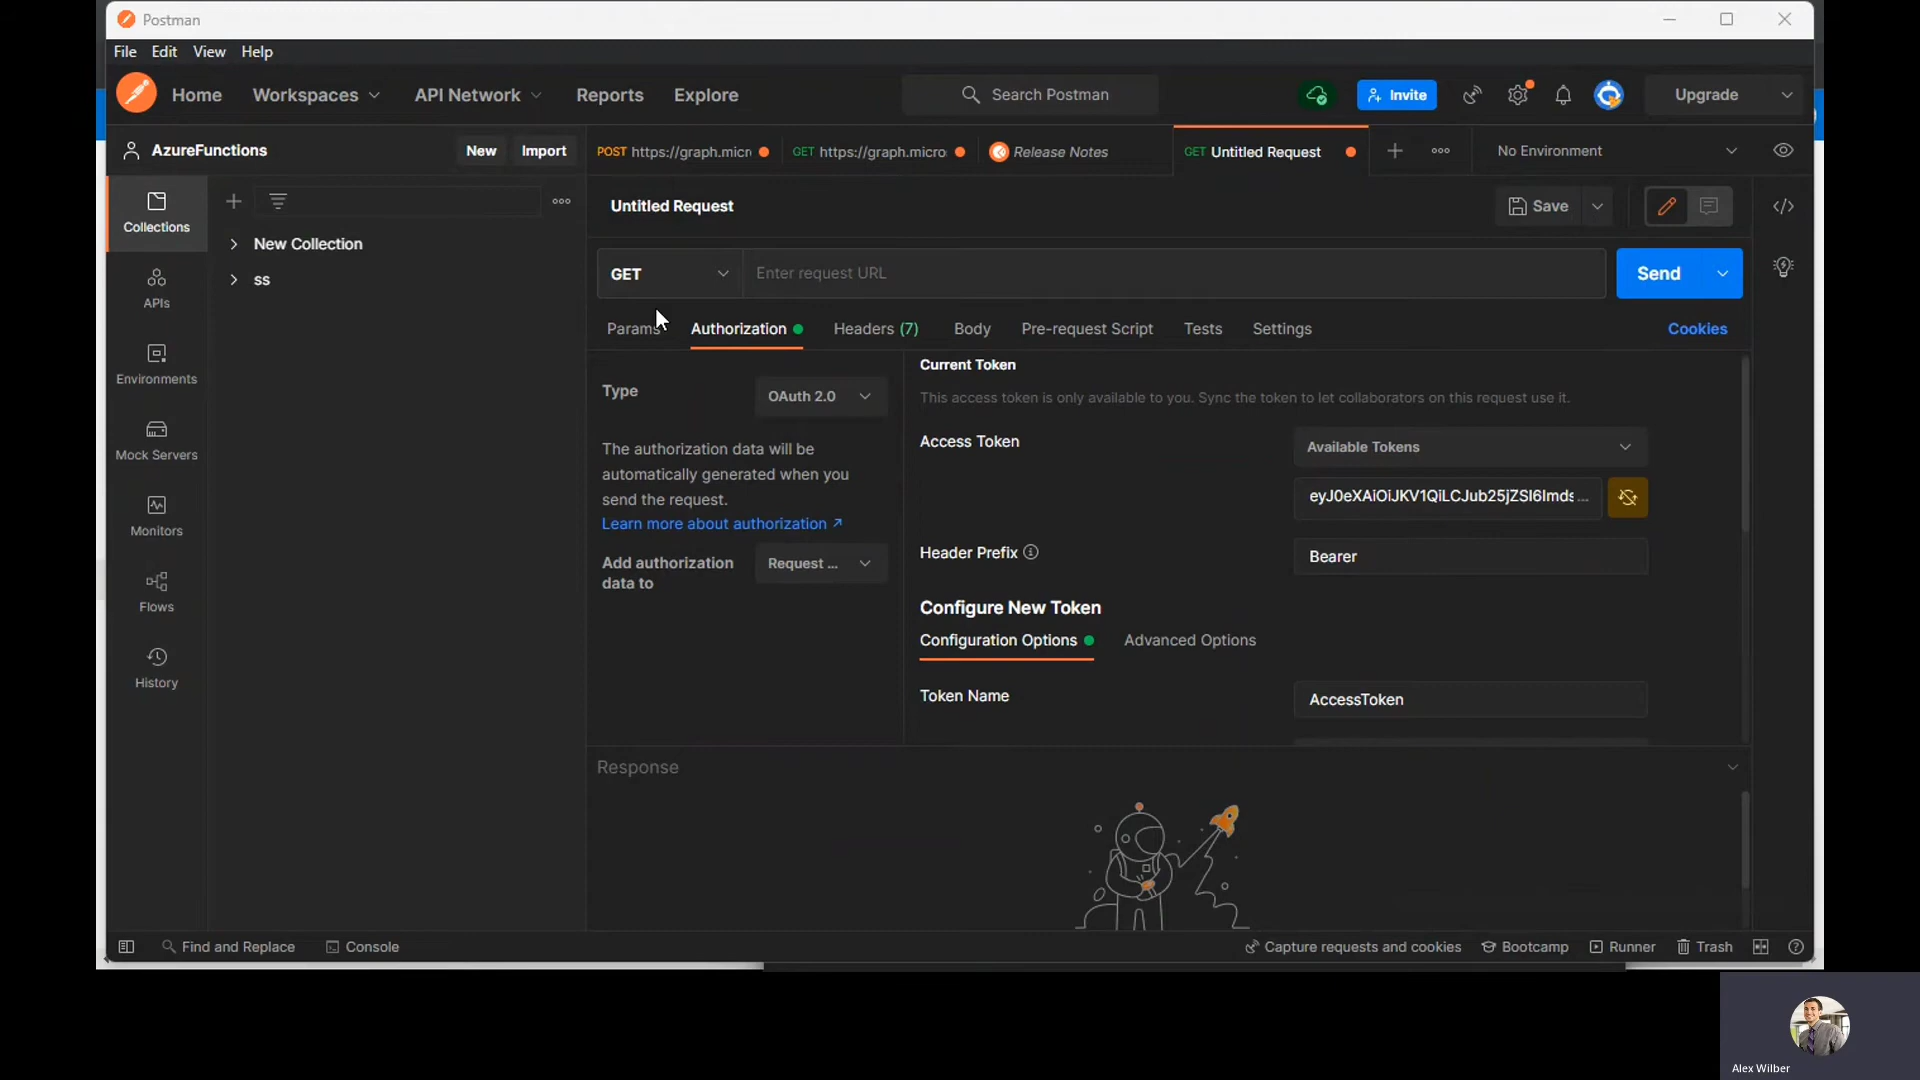 Postman
File Edit View Help
Home Workspaces API Network Reports Explore Search Postman Invite Upgrade
AzureFunctions New Import POST https://graph.micr GET https://graph.micro Release Notes GET Untitled Request No Environment
Collections
APIs
Environments
Mock Servers
Monitors
Flows
History
New Collection
ss
Untitled Request Save
GET Enter request URL Send
Params Authorization Headers (7) Body Pre-request Script Tests Settings Cookies
Type OAuth 2.0
The authorization data will be
automatically generated when you
send the request.
Learn more about authorization ↗
Add authorization
data to
Request ...
Current Token
This access token is only available to you. Sync the token to let collaborators on this request use it.
Access Token Available Tokens
eyJ0eXAiOiJKV1QiLCJub25jZSI6Imds ...
Header Prefix Bearer
Configure New Token
Configuration Options Advanced Options
Token Name AccessToken
Response
Find and Replace Console Capture requests and cookies Bootcamp Runner Trash
Alex Wilber